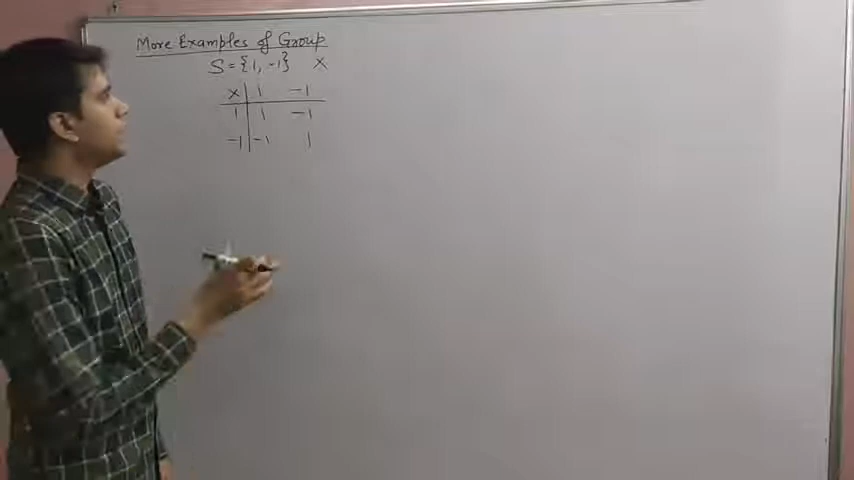 More Examples of Group
S = {1, -1} ×
× | 1 -1
1 | 1 -1
-1 | -1 1